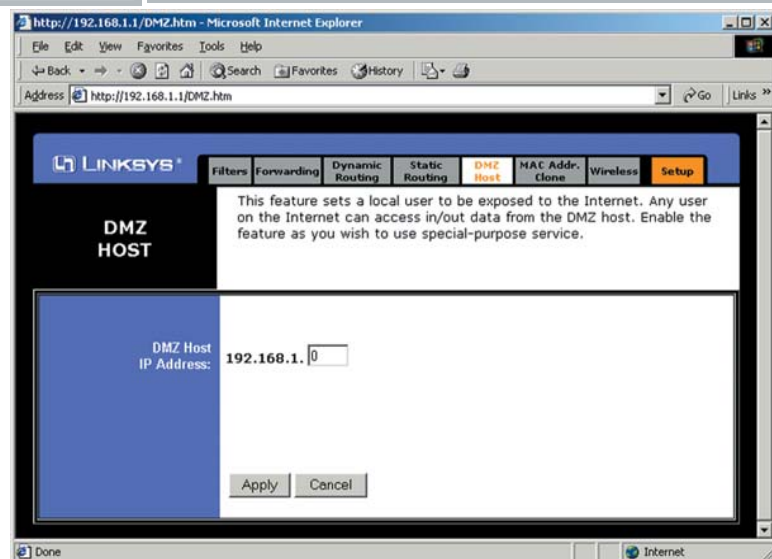 http://192.168.1.1/DMZ.htm - Microsoft Internet Explorer
File Edit View Favorites Tools Help
Back Search Favorites History
Address http://192.168.1.1/DMZ.htm Go Links »
LINKSYS®
Filters Forwarding Dynamic Routing Static Routing DMZ Host MAC Addr. Clone Wireless Setup
DMZ HOST
This feature sets a local user to be exposed to the Internet. Any user
on the Internet can access in/out data from the DMZ host. Enable the
feature as you wish to use special-purpose service.
DMZ Host
IP Address: 192.168.1. 0
Apply Cancel
Done Internet